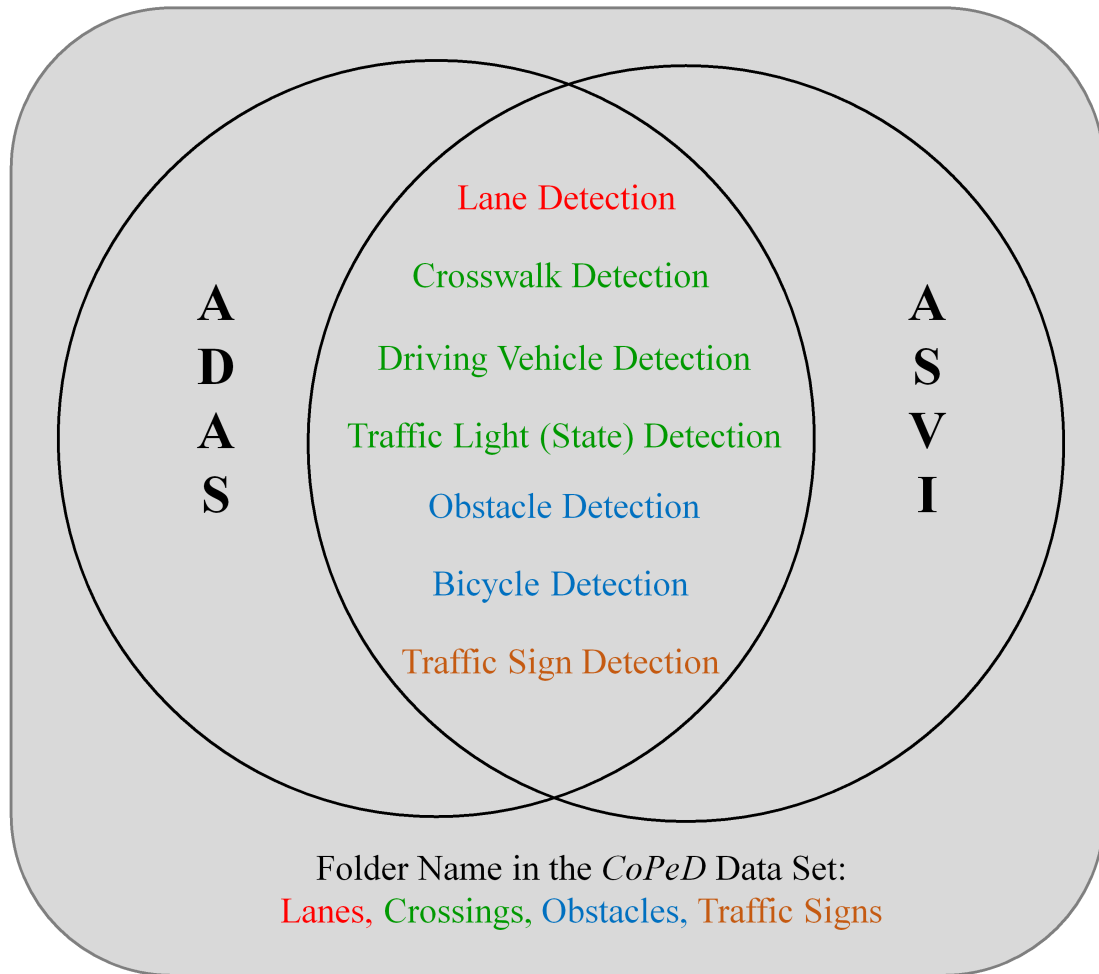 Lane Detection
Crosswalk Detection
Driving Vehicle Detection
Traffic Light (State) Detection
Obstacle Detection
Bicycle Detection
Traffic Sign Detection
A
D
A
S
A
S
V
I
Folder Name in the CoPeD Data Set:
Lanes, Crossings, Obstacles, Traffic Signs